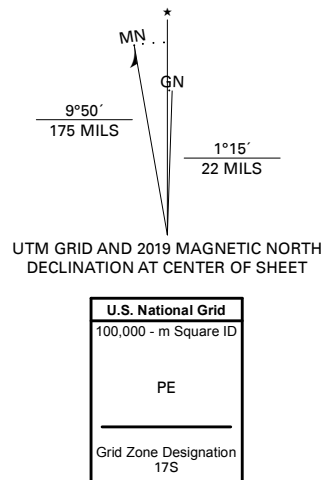 ★
MN
GN
9°50´
175 MILS
1°15´
22 MILS
UTM GRID AND 2019 MAGNETIC NORTH
DECLINATION AT CENTER OF SHEET
U.S. National Grid
100,000 - m Square ID
PE
Grid Zone Designation
17S